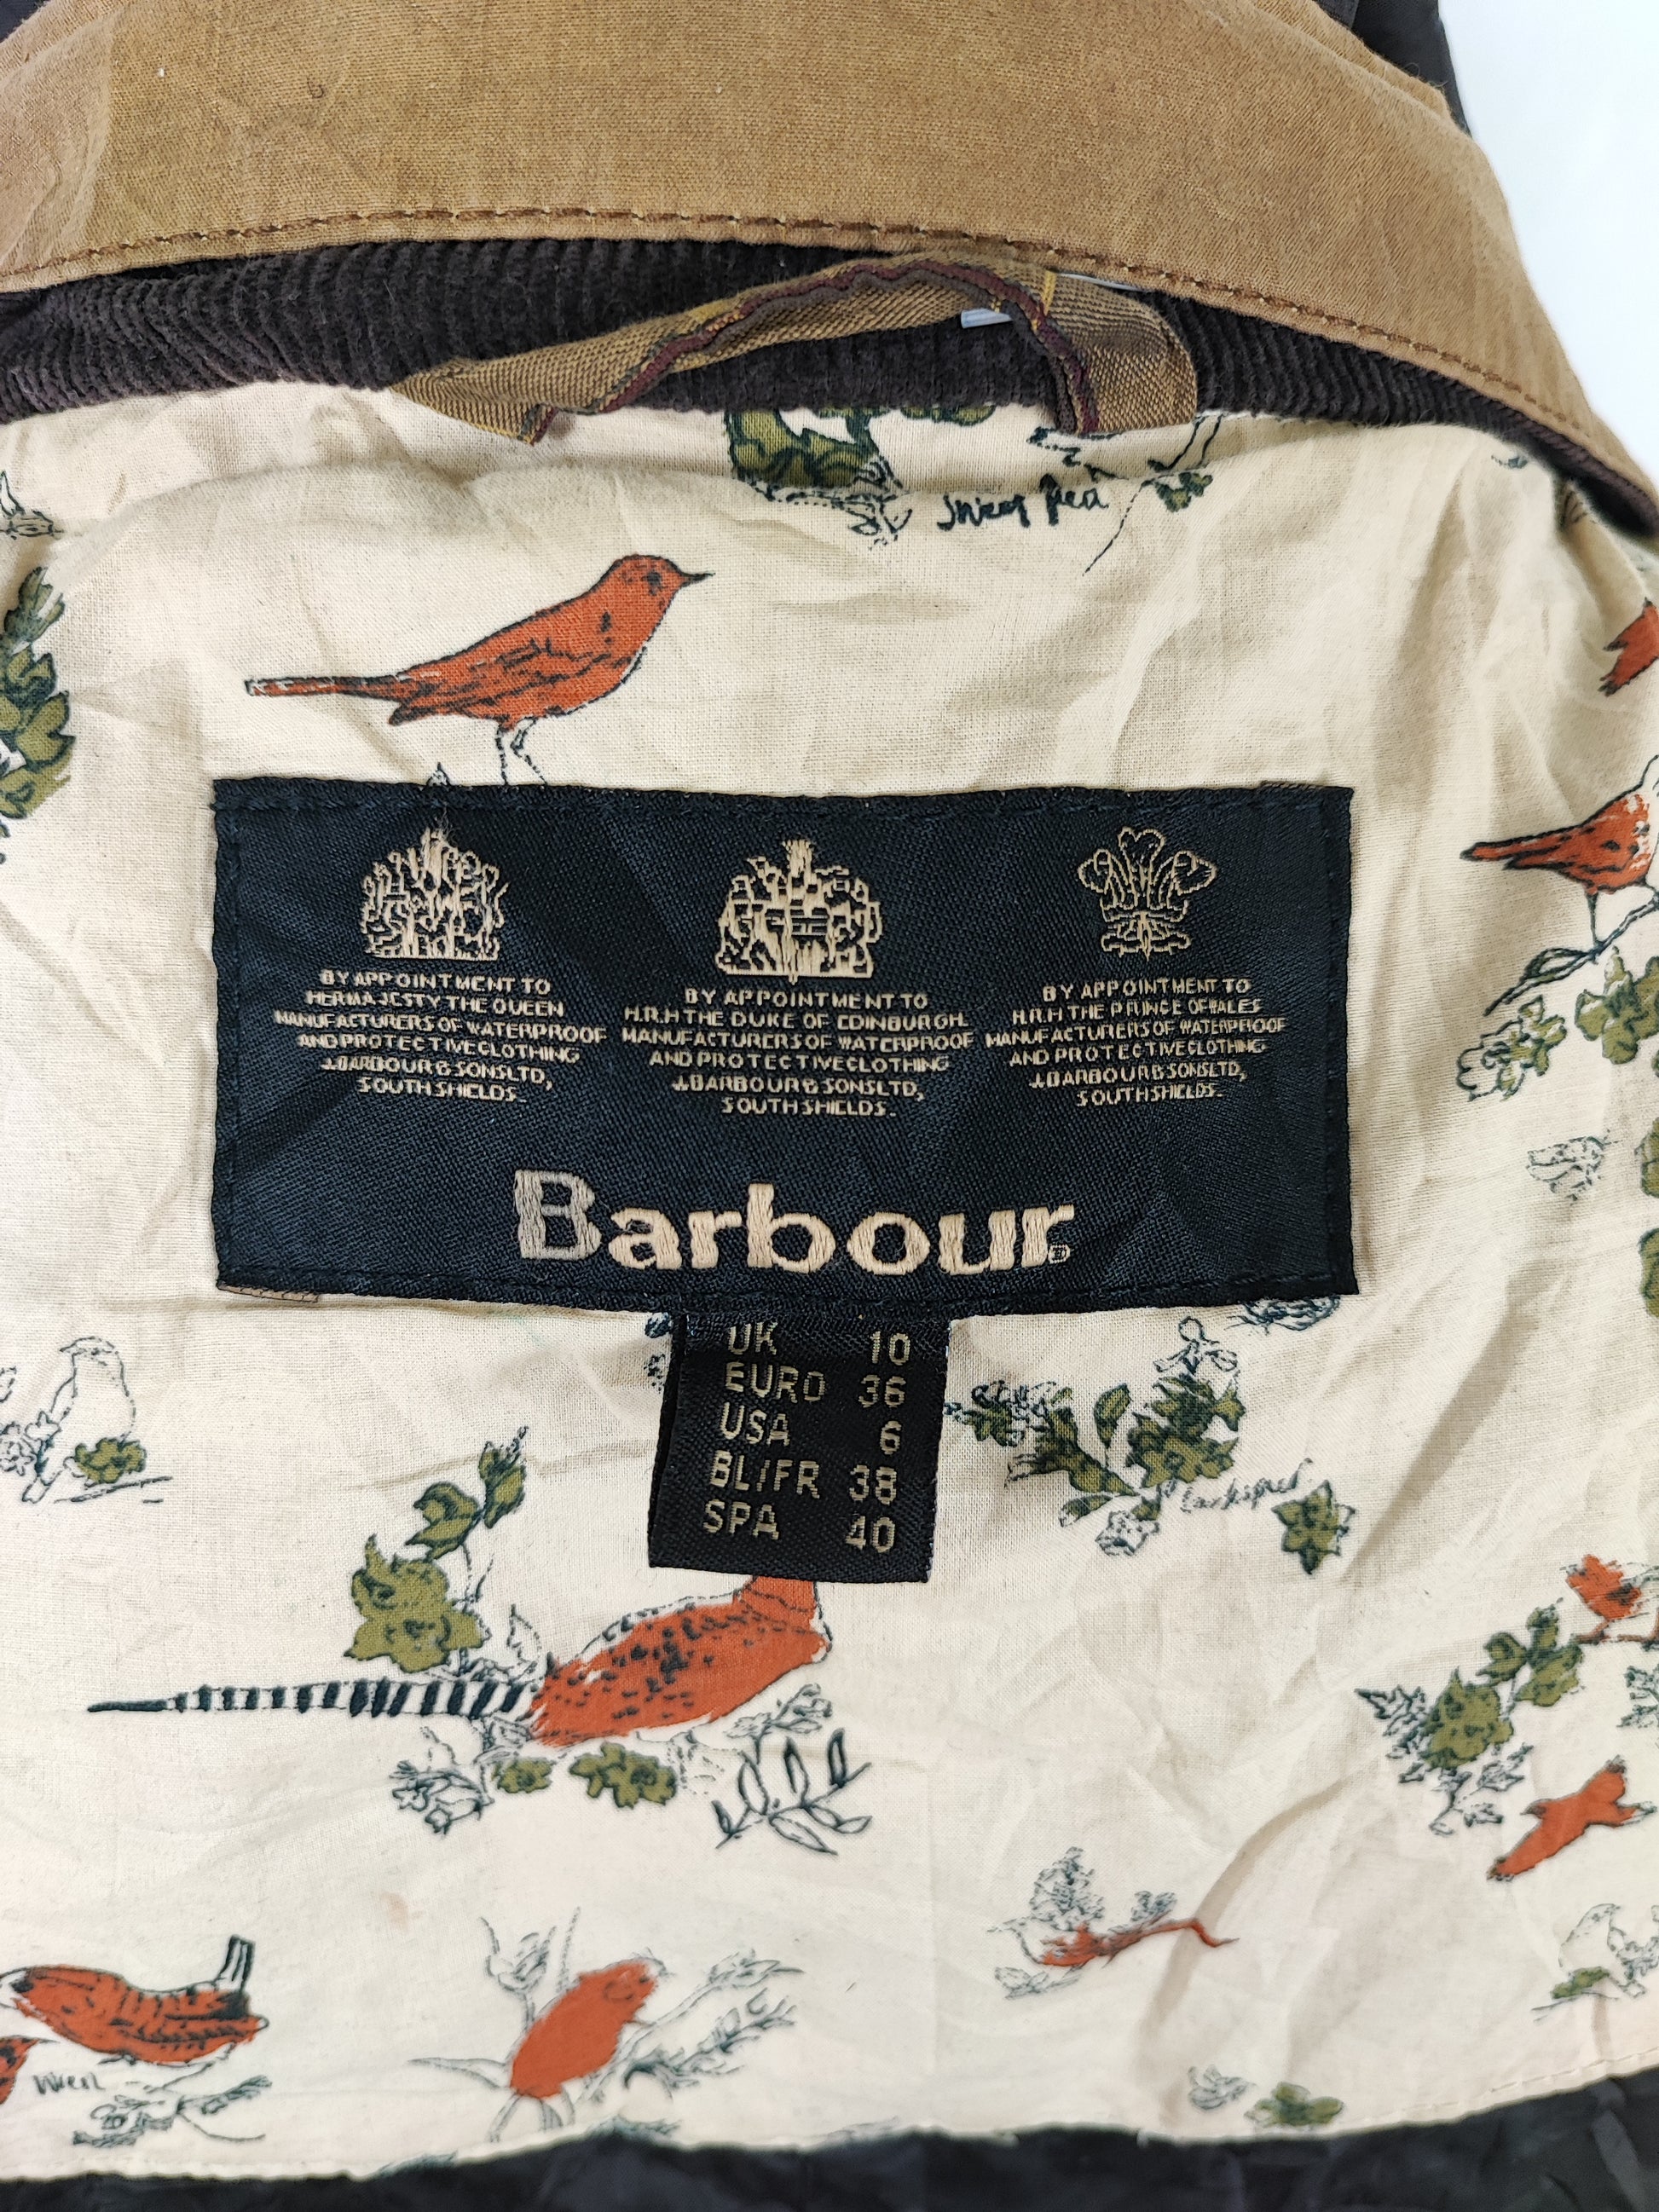 Sweet Pea
BY APPOINTMENT TO
HER MAJESTY THE QUEEN
MANUFACTURERS OF WATERPROOF
AND PROTECTIVE CLOTHING
J. BARBOUR & SONS LTD,
SOUTH SHIELDS.
BY APPOINTMENT TO
H.R.H THE DUKE OF EDINBURGH.
MANUFACTURERS OF WATERPROOF
AND PROTECTIVE CLOTHING
J. BARBOUR & SONS LTD,
SOUTH SHIELDS.
BY APPOINTMENT TO
H.R.H THE PRINCE OF WALES
MANUFACTURERS OF WATERPROOF
AND PROTECTIVE CLOTHING
J. BARBOUR & SONS LTD,
SOUTH SHIELDS.
Barbour®
UK 10
EURO 36
USA 6
BL/FR 38
SPA 40
Larkspur
Wren